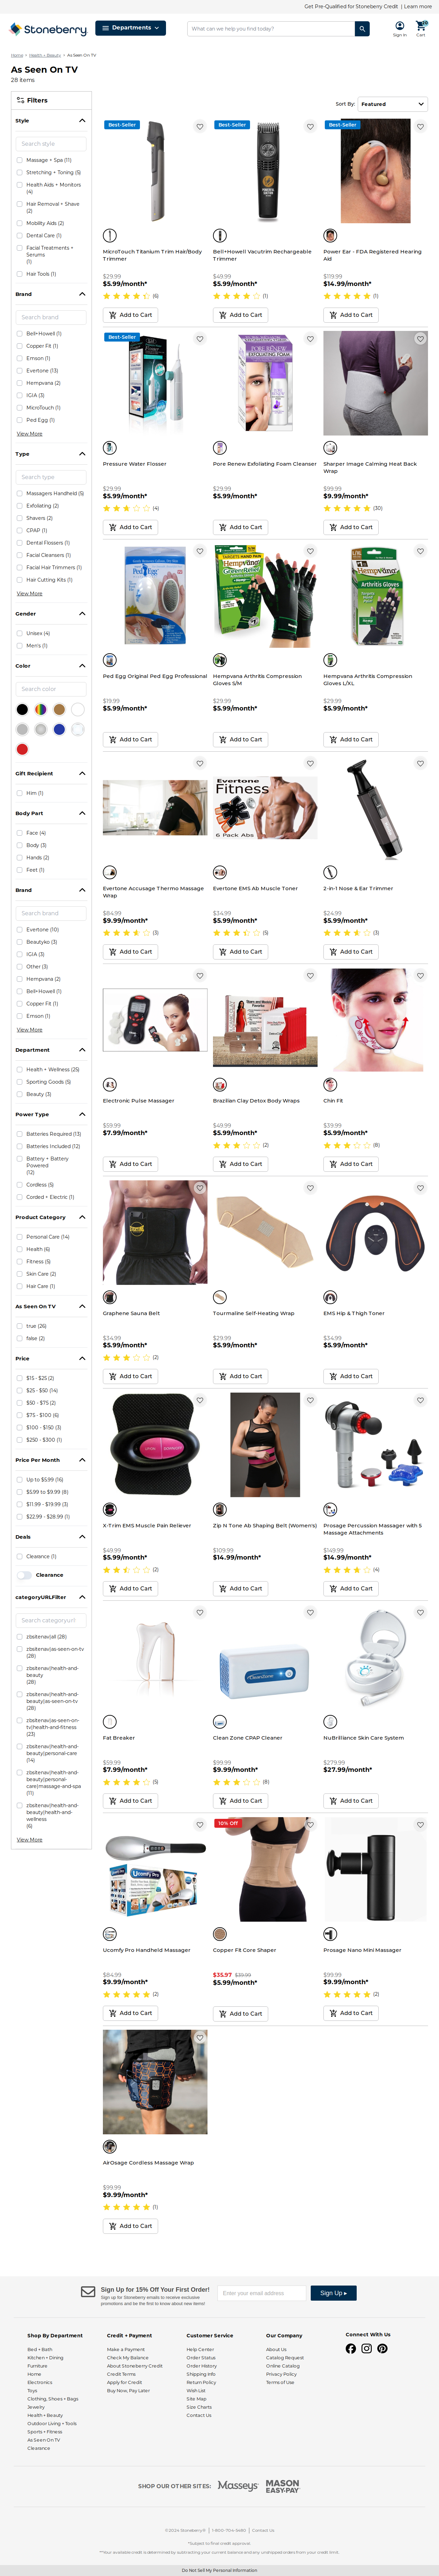 Get Pre-Qualified for Stoneberry Credit | Learn more
Stoneberry.
Departments
What can we help you find today?
Sign In
Cart
Home > Health + Beauty > As Seen On TV
As Seen On TV
28 items
Filters
Sort By: Featured
Style
Search style
Massage + Spa (11)
Stretching + Toning (5)
Health Aids + Monitors
(4)
Hair Removal + Shave
(2)
Mobility Aids (2)
Dental Care (1)
Facial Treatments +
Serums
(1)
Hair Tools (1)
Brand
Search brand
Bell+Howell (1)
Copper Fit (1)
Emson (1)
Evertone (13)
Hempvana (2)
IGIA (3)
MicroTouch (1)
Ped Egg (1)
View More
Type
Search type
Massagers Handheld (5)
Exfoliating (2)
Shavers (2)
CPAP (1)
Dental Flossers (1)
Facial Cleansers (1)
Facial Hair Trimmers (1)
Hair Cutting Kits (1)
View More
Gender
Unisex (4)
Men's (1)
Color
Search color
Gift Recipient
Him (1)
Body Part
Face (4)
Body (3)
Hands (2)
Feet (1)
Brand
Search brand
Evertone (10)
Beautyko (3)
IGIA (3)
Other (3)
Hempvana (2)
Bell+Howell (1)
Copper Fit (1)
Emson (1)
View More
Department
Health + Wellness (25)
Sporting Goods (5)
Beauty (3)
Power Type
Batteries Required (13)
Batteries Included (12)
Battery + Battery
Powered
(12)
Cordless (5)
Corded + Electric (1)
Product Category
Personal Care (14)
Health (6)
Fitness (5)
Skin Care (2)
Hair Care (1)
As Seen On TV
true (26)
false (2)
Price
$15 - $25 (2)
$25 - $50 (14)
$50 - $75 (2)
$75 - $100 (6)
$100 - $150 (3)
$250 - $300 (1)
Price Per Month
Up to $5.99 (16)
$5.99 to $9.99 (8)
$11.99 - $19.99 (3)
$22.99 - $28.99 (1)
Deals
Clearance (1)
Clearance
categoryURLFilter
Search categoryurlf
zbsitenav|all (28)
zbsitenav|as-seen-on-tv
(28)
zbsitenav|health-and-
beauty
(28)
zbsitenav|health-and-
beauty|as-seen-on-tv
(28)
zbsitenav|as-seen-on-
tv|health-and-fitness
(23)
zbsitenav|health-and-
beauty|personal-care
(14)
zbsitenav|health-and-
beauty|personal-
care|massage-and-spa
(11)
zbsitenav|health-and-
beauty|health-and-
wellness
(6)
View More
Best-Seller
MicroTouch Titanium Trim Hair/Body
Trimmer
$29.99
$5.99/month*
(6)
Add to Cart
Best-Seller
Bell+Howell Vacutrim Rechargeable
Trimmer
$49.99
$5.99/month*
(1)
Add to Cart
Best-Seller
Power Ear - FDA Registered Hearing
Aid
$119.99
$14.99/month*
(1)
Add to Cart
Best-Seller
Pressure Water Flosser
$29.99
$5.99/month*
(4)
Add to Cart
PORE RENEW
EXFOLIATING FOAM
Pore Renew Exfoliating Foam Cleanser
$29.99
$5.99/month*
Add to Cart
Sharper Image Calming Heat Back
Wrap
$99.99
$9.99/month*
(30)
Add to Cart
Ped Egg
Ped Egg Original Ped Egg Professional
$19.99
$5.99/month*
Add to Cart
Hempvana
Hempvana Arthritis Compression
Gloves S/M
$29.99
$5.99/month*
Add to Cart
Hempvana
Arthritis Gloves
Hempvana Arthritis Compression
Gloves L/XL
$29.99
$5.99/month*
Add to Cart
Evertone Accusage Thermo Massage
Wrap
$84.99
$9.99/month*
(3)
Add to Cart
Evertone
Fitness
6 Pack Abs
Evertone EMS Ab Muscle Toner
$34.99
$5.99/month*
(5)
Add to Cart
2-in-1 Nose & Ear Trimmer
$24.99
$5.99/month*
(3)
Add to Cart
Electronic Pulse Massager
$59.99
$7.99/month*
Add to Cart
Brazilian Clay Detox Body Wraps
$49.99
$5.99/month*
(2)
Add to Cart
Chin Fit
$39.99
$5.99/month*
(8)
Add to Cart
Graphene Sauna Belt
$34.99
$5.99/month*
(2)
Add to Cart
Tourmaline Self-Heating Wrap
$29.99
$5.99/month*
Add to Cart
EMS Hip & Thigh Toner
$34.99
$5.99/month*
Add to Cart
X-Trim EMS Muscle Pain Reliever
$49.99
$5.99/month*
(2)
Add to Cart
Zip N Tone Ab Shaping Belt (Women's)
$109.99
$14.99/month*
Add to Cart
Prosage Percussion Massager with 5
Massage Attachments
$149.99
$14.99/month*
(4)
Add to Cart
Fat Breaker
$59.99
$7.99/month*
(5)
Add to Cart
Clean Zone CPAP Cleaner
$99.99
$9.99/month*
(8)
Add to Cart
NuBrilliance Skin Care System
$279.99
$27.99/month*
Add to Cart
Ucomfy Pro
Ucomfy Pro Handheld Massager
$84.99
$9.99/month*
(2)
Add to Cart
10% Off
Copper Fit Core Shaper
$35.97 $39.99
$5.99/month*
Add to Cart
Prosage Nano Mini Massager
$99.99
$9.99/month*
(2)
Add to Cart
AirOsage Cordless Massage Wrap
$99.99
$9.99/month*
(1)
Add to Cart
Sign Up for 15% Off Your First Order!
Sign up for Stoneberry emails to receive exclusive
promotions and be the first to know about new items!
Enter your email address
Sign Up ▸
Shop By Department
Bed + Bath
Kitchen + Dining
Furniture
Home
Electronics
Toys
Clothing, Shoes + Bags
Jewelry
Health + Beauty
Outdoor Living + Tools
Sports + Fitness
As Seen On TV
Clearance
Credit + Payment
Make a Payment
Check My Balance
About Stoneberry Credit
Credit Terms
Apply for Credit
Buy Now, Pay Later
Customer Service
Help Center
Order Status
Order History
Shipping Info
Return Policy
Wish List
Site Map
Size Charts
Contact Us
Our Company
About Us
Catalog Request
Online Catalog
Privacy Policy
Terms of Use
Connect With Us
SHOP OUR OTHER SITES:
Masseys
MASON
EASY-PAY
©2024 Stoneberry® | 1-800-704-5480 | Contact Us
*Subject to final credit approval.
**Your available credit is determined by subtracting your current balance and any unshipped orders from your credit limit.
Do Not Sell My Personal Information